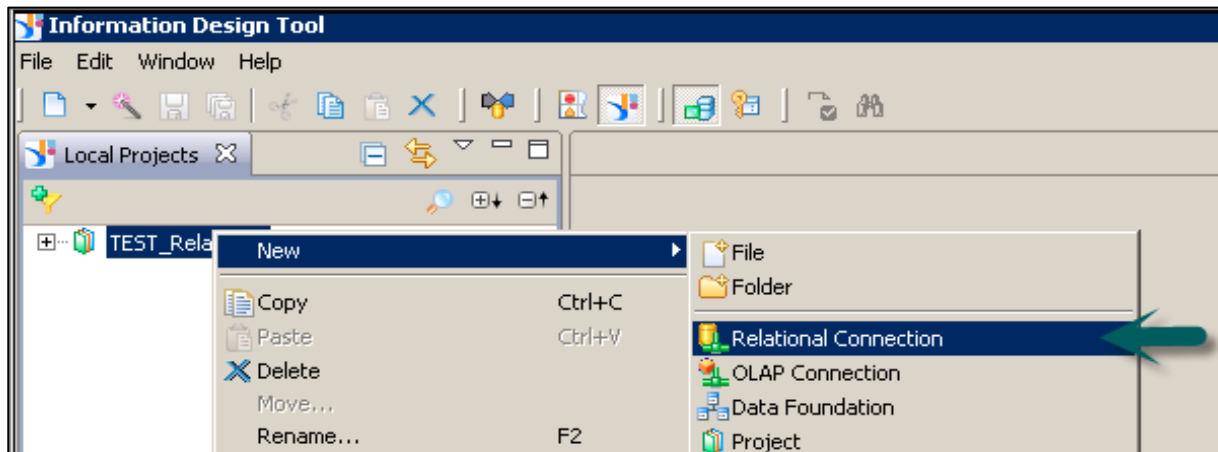 Information Design Tool
File Edit Window Help
Local Projects
TEST_Rela
New
File
Folder
Copy Ctrl+C
Paste Ctrl+V
Relational Connection
Delete
OLAP Connection
Move...
Data Foundation
Rename... F2
Project